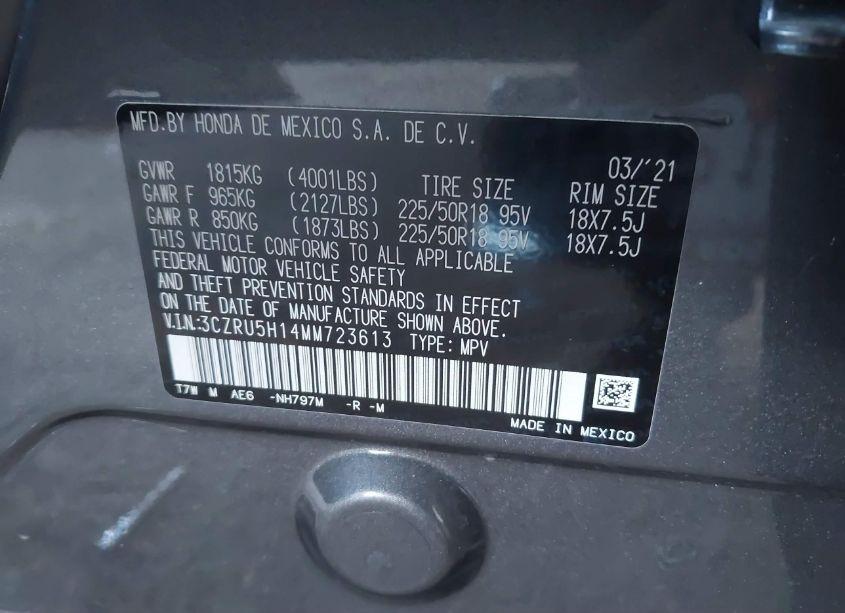 MFD.BY HONDA DE MEXICO S.A. DE C.V.
03/'21
GVWR 1815KG (4001LBS) TIRE SIZE RIM SIZE
GAWR F 965KG (2127LBS) 225/50R18 95V 18X7.5J
GAWR R 850KG (1873LBS) 225/50R18 95V 18X7.5J
THIS VEHICLE CONFORMS TO ALL APPLICABLE
FEDERAL MOTOR VEHICLE SAFETY
AND THEFT PREVENTION STANDARDS IN EFFECT
ON THE DATE OF MANUFACTURE SHOWN ABOVE.
V.I.N.:3CZRU5H14MM723613 TYPE: MPV
T7W M AE6 -NH797M -R -M
MADE IN MEXICO